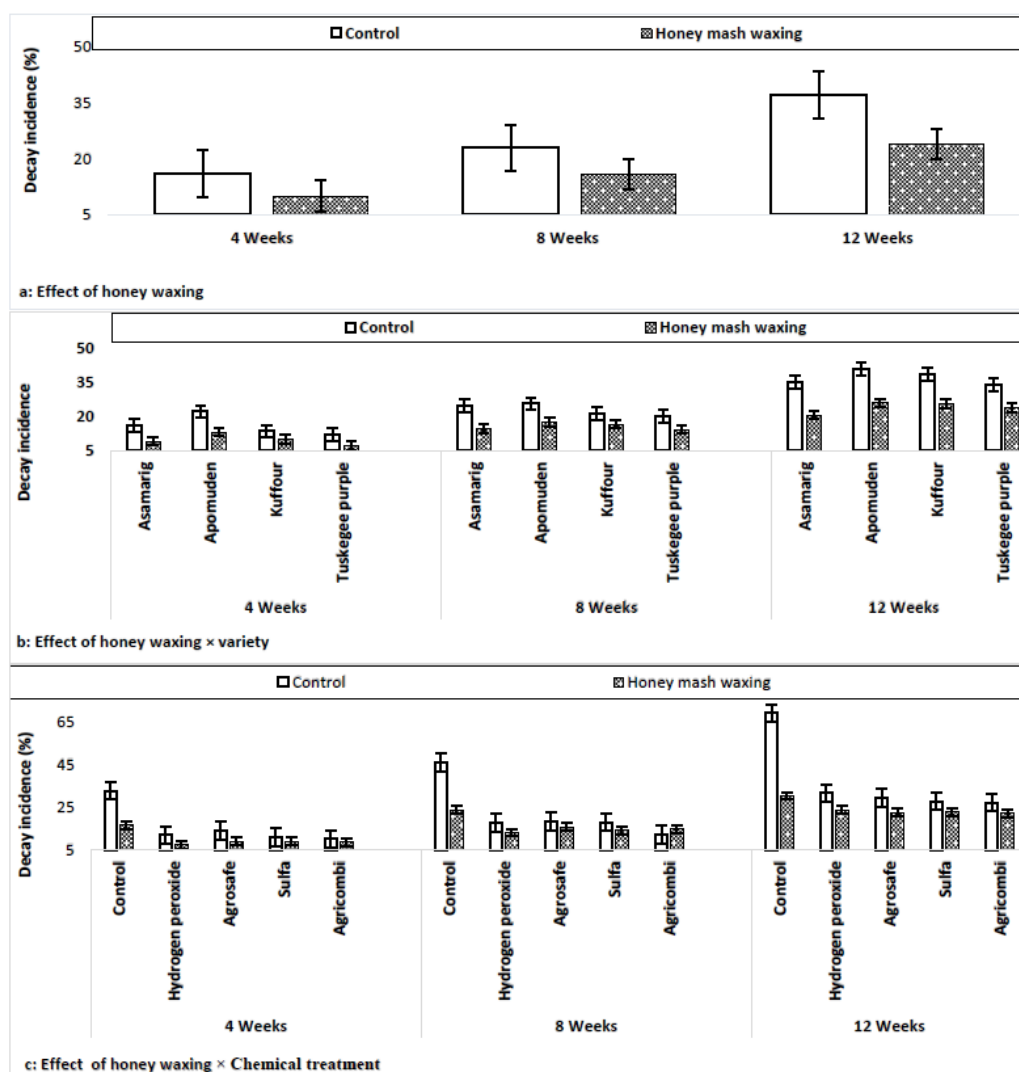 Control Honey mash waxing
Decay incidence (%)
50
35
20
5
4 Weeks 8 Weeks 12 Weeks
a: Effect of honey waxing
Control Honey mash waxing
Decay incidence
50
35
20
5
Asamarig Apomuden Kuffour Tuskegee purple Asamarig Apomuden Kuffour Tuskegee purple Asamarig Apomuden Kuffour Tuskegee purple
4 Weeks 8 Weeks 12 Weeks
b: Effect of honey waxing × variety
Control Honey mash waxing
Decay incidence (%)
65
45
25
5
Control Hydrogen peroxide Agrosafe Sulfa Agricombi Control Hydrogen peroxide Agrosafe Sulfa Agricombi Control Hydrogen peroxide Agrosafe Sulfa Agricombi
4 Weeks 8 Weeks 12 Weeks
c: Effect of honey waxing × Chemical treatment